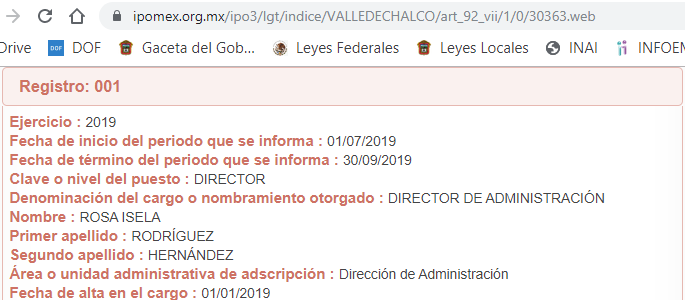 ipomex.org.mx/ipo3/lgt/indice/VALLEDECHALCO/art_92_vii/1/0/30363.web
Drive DOF DOF Gaceta del Gob... Leyes Federales Leyes Locales INAI INFOEM
Registro: 001
Ejercicio : 2019
Fecha de inicio del periodo que se informa : 01/07/2019
Fecha de término del periodo que se informa : 30/09/2019
Clave o nivel del puesto : DIRECTOR
Denominación del cargo o nombramiento otorgado : DIRECTOR DE ADMINISTRACIÓN
Nombre : ROSA ISELA
Primer apellido : RODRÍGUEZ
Segundo apellido : HERNÁNDEZ
Área o unidad administrativa de adscripción : Dirección de Administración
Fecha de alta en el cargo : 01/01/2019